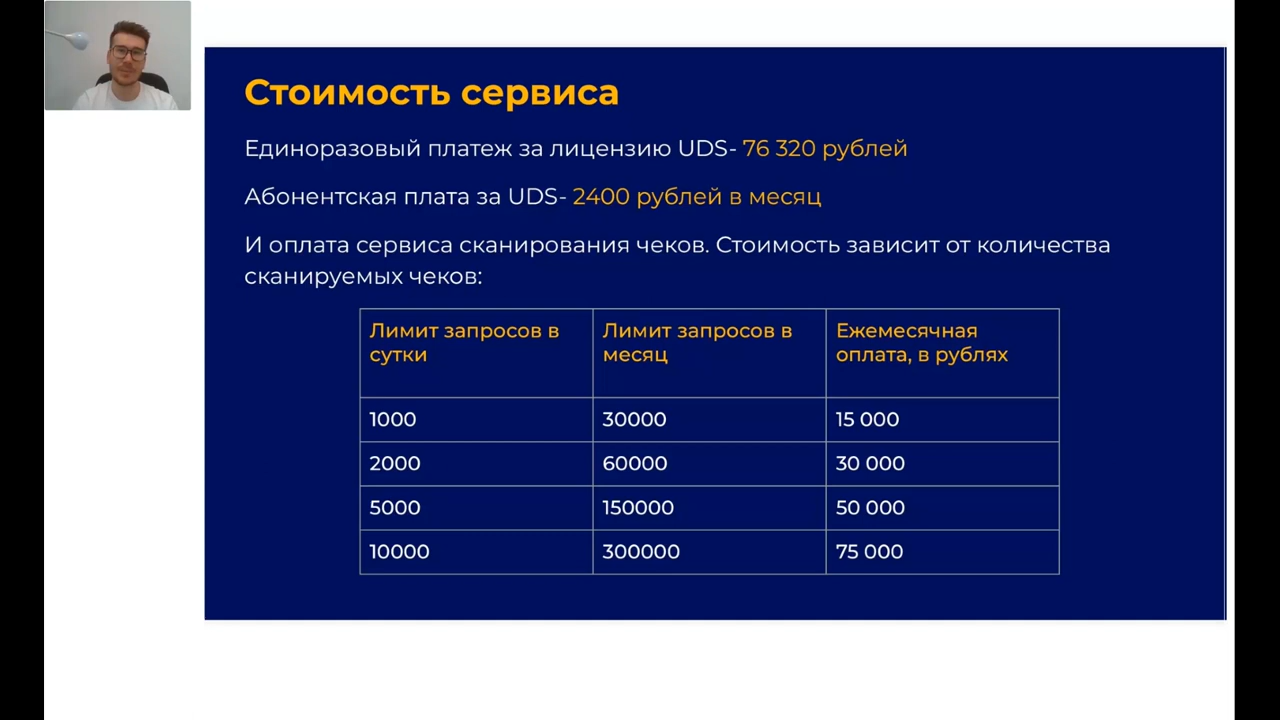 Стоимость сервиса
Единоразовый платеж за лицензию UDS- 76 320 рублей
Абонентская плата за UDS- 2400 рублей в месяц
И оплата сервиса сканирования чеков. Стоимость зависит от количества
сканируемых чеков:
Лимит запросов в сутки Лимит запросов в месяц Ежемесячная оплата, в рублях
1000 30000 15 000
2000 60000 30 000
5000 150000 50 000
10000 300000 75 000